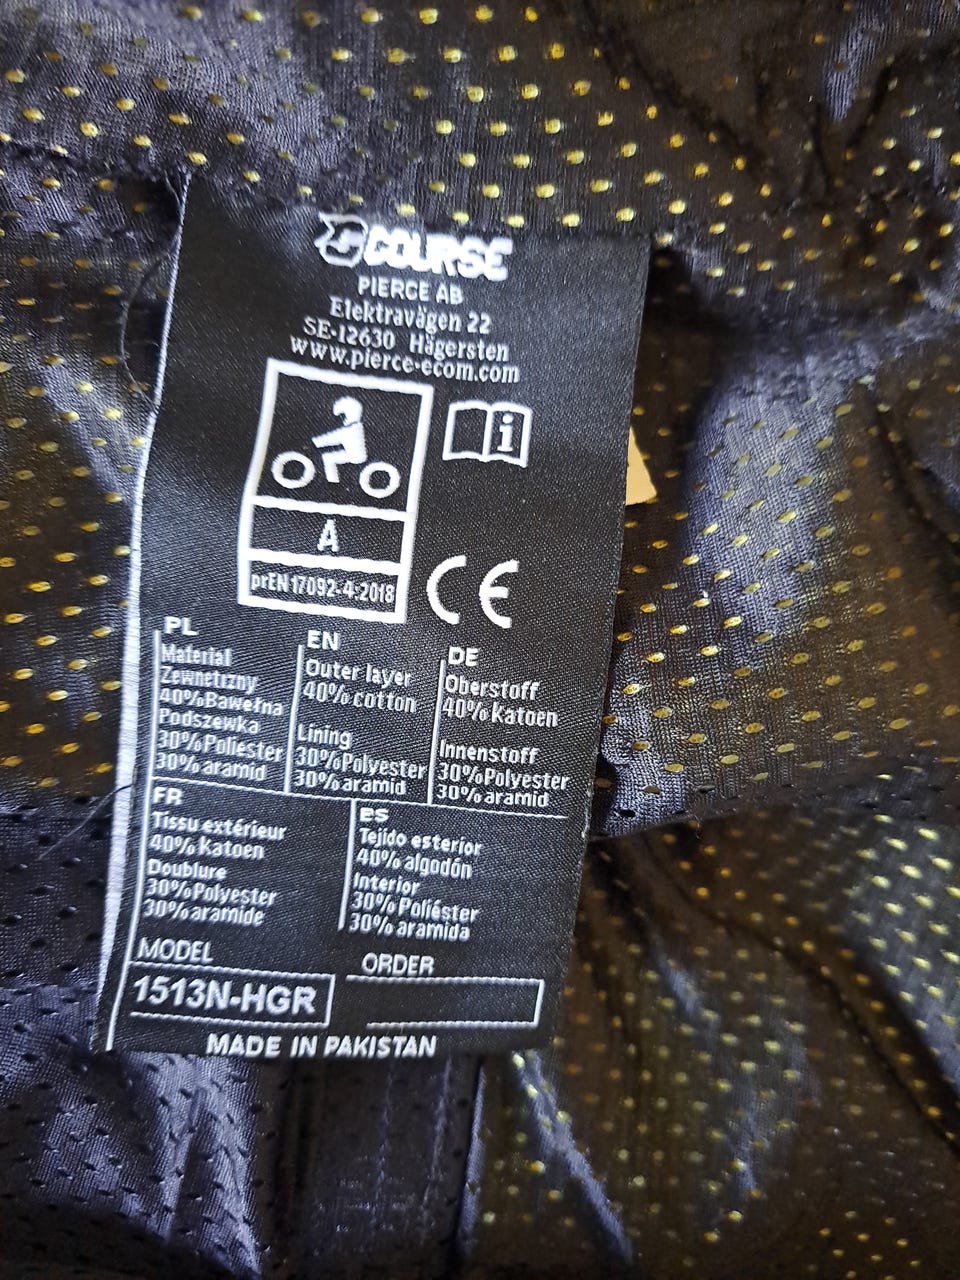 COURSE
PIERCE AB
Elektravägen 22
SE-12630 Hägersten
www.pierce-ecom.com
i
A
prEN 17092-4:2018
CE
PL
Materiał
Zewnetrzny
40%Bawełna
Podszewka
30%Poliester
30%aramid
EN
Outer layer
40%cotton
Lining
30%Polyester
30%aramid
DE
Oberstoff
40%katoen
Innenstoff
30%Polyester
30%aramid
FR
Tissu extérieur
40% Katoen
Doublure
30%Polyester
30%aramide
ES
Tejido esterior
40% algodón
Interior
30%Poliéster
30%aramida
MODEL
1513N-HGR
ORDER
MADE IN PAKISTAN